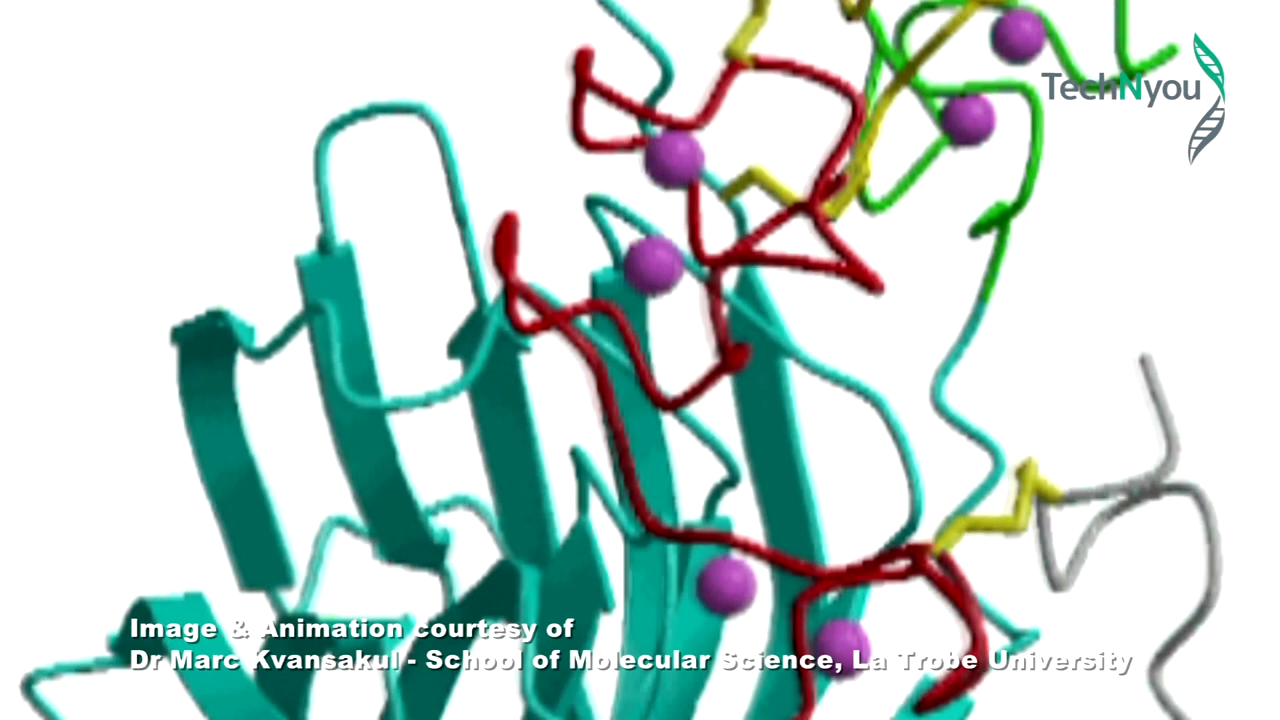 TechNyou
Image & Animation courtesy of
Dr Marc Kvansakul - School of Molecular Science, La Trobe University